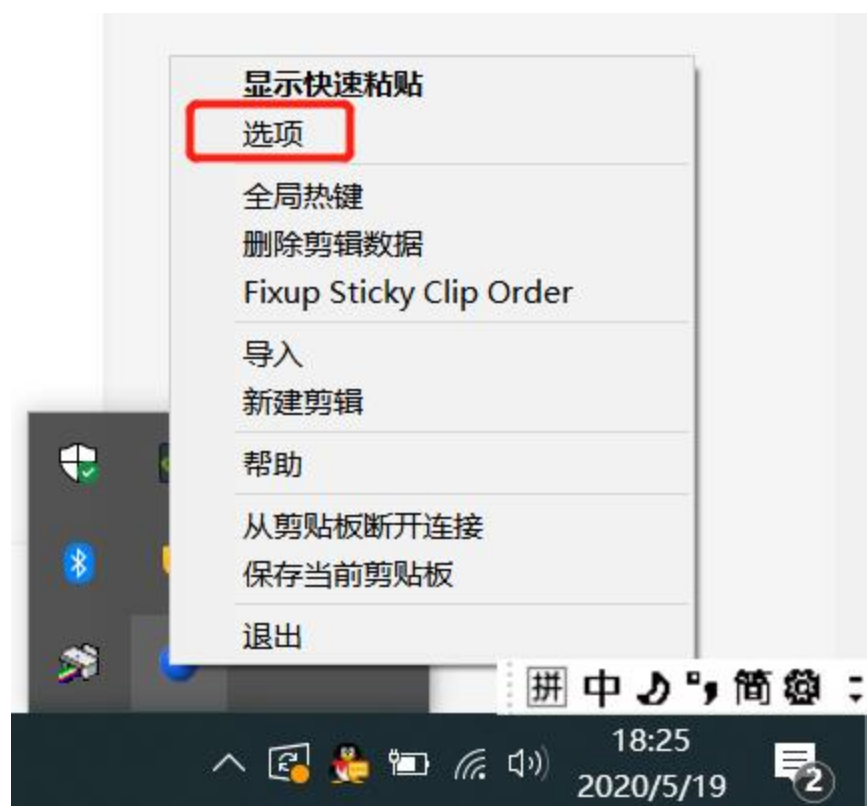 显示快速粘贴
选项
全局热键
删除剪辑数据
Fixup Sticky Clip Order
导入
新建剪辑
帮助
从剪贴板断开连接
保存当前剪贴板
退出
拼 中 简
18:25
2020/5/19
2